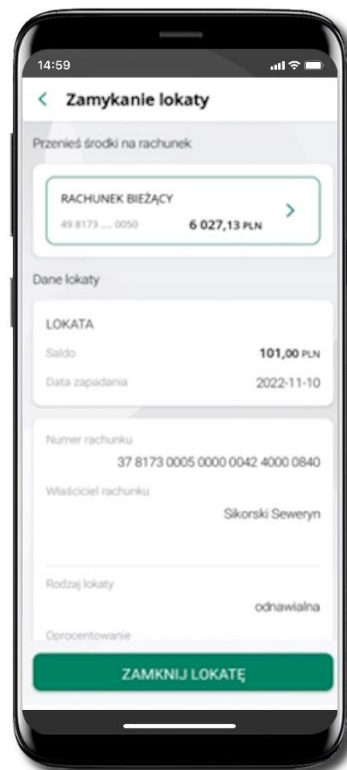 14:59
Zamykanie lokaty
Przenieś środki na rachunek
RACHUNEK BIEŻĄCY
49 8173 .... 0050 6 027,13 PLN
Dane lokaty
LOKATA
Saldo 101,00 PLN
Data zapadania 2022-11-10
Numer rachunku
37 8173 0005 0000 0042 4000 0840
Właściciel rachunku
Sikorski Seweryn
Rodzaj lokaty
odnawialna
Oprocentowanie
ZAMKNIJ LOKATĘ